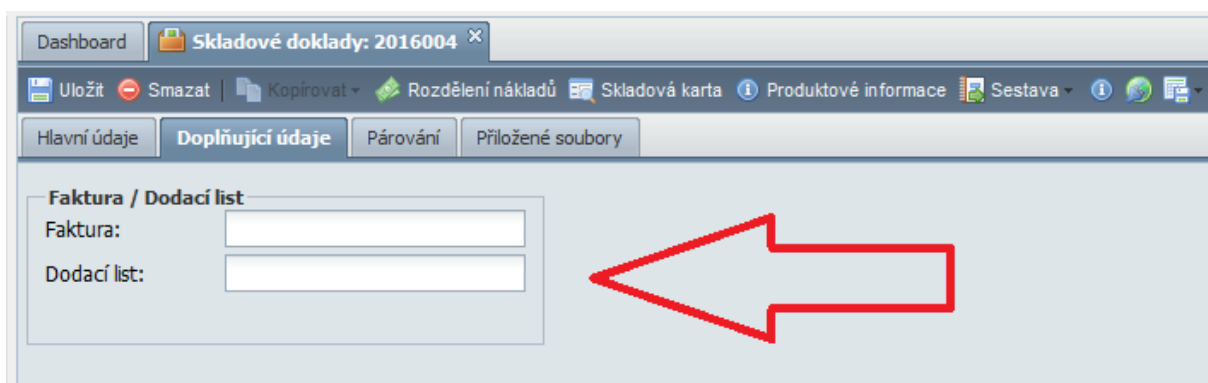 Dashboard Skladové doklady: 2016004
Uložit Smazat Kopírovat Rozdělení nákladů Skladová karta Produktové informace Sestava
Hlavní údaje Doplňující údaje Párování Přiložené soubory
Faktura / Dodací list
Faktura:
Dodací list: